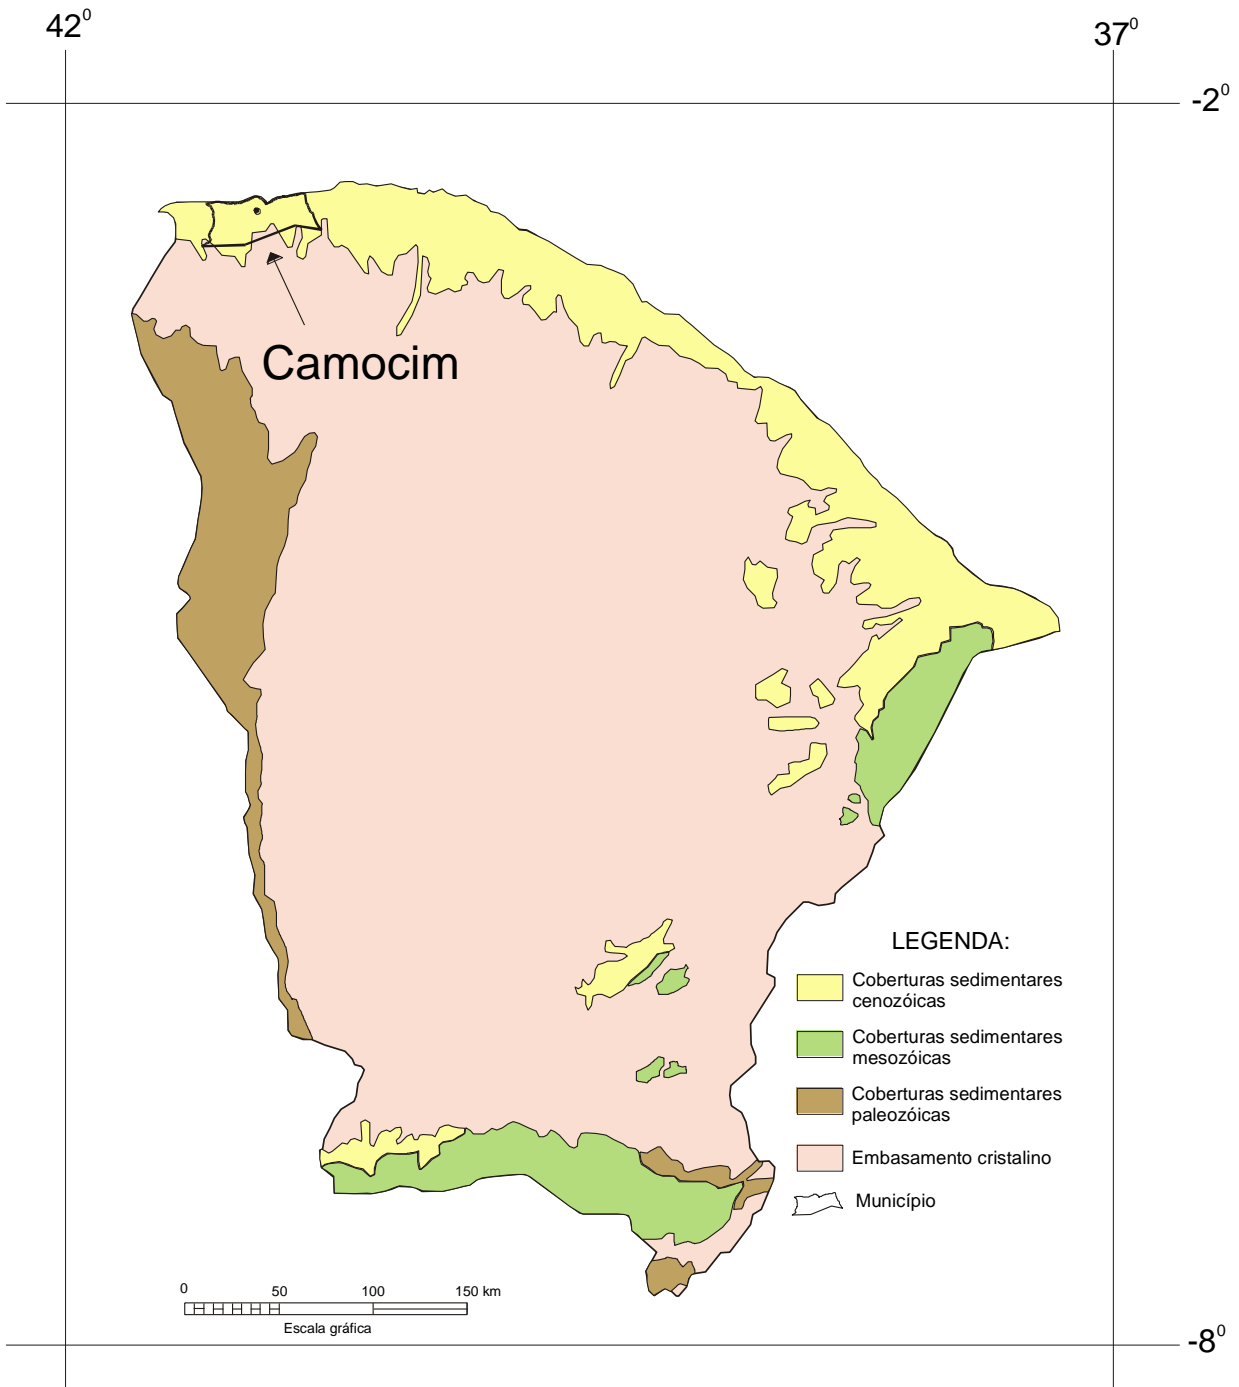 42⁰
37⁰
-2⁰
Camocim
LEGENDA:
Coberturas sedimentares
cenozóicas
Coberturas sedimentares
mesozóicas
Coberturas sedimentares
paleozóicas
Embasamento cristalino
Município
0 50 100 150 km
Escala gráfica
-8⁰